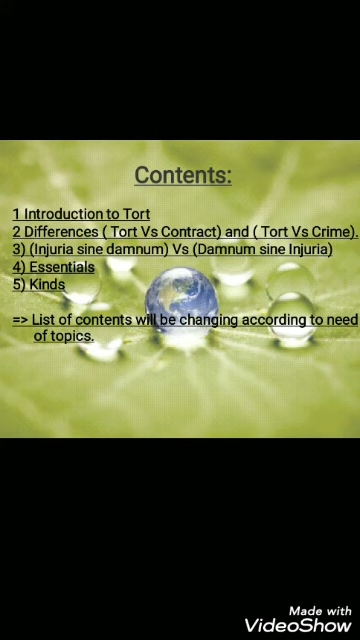 Contents:
1 Introduction to Tort
2 Differences ( Tort Vs Contract) and ( Tort Vs Crime).
3) (Injuria sine damnum) Vs (Damnum sine Injuria)
4) Essentials
5) Kinds
=> List of contents will be changing according to need
of topics.
Made with
VideoShow